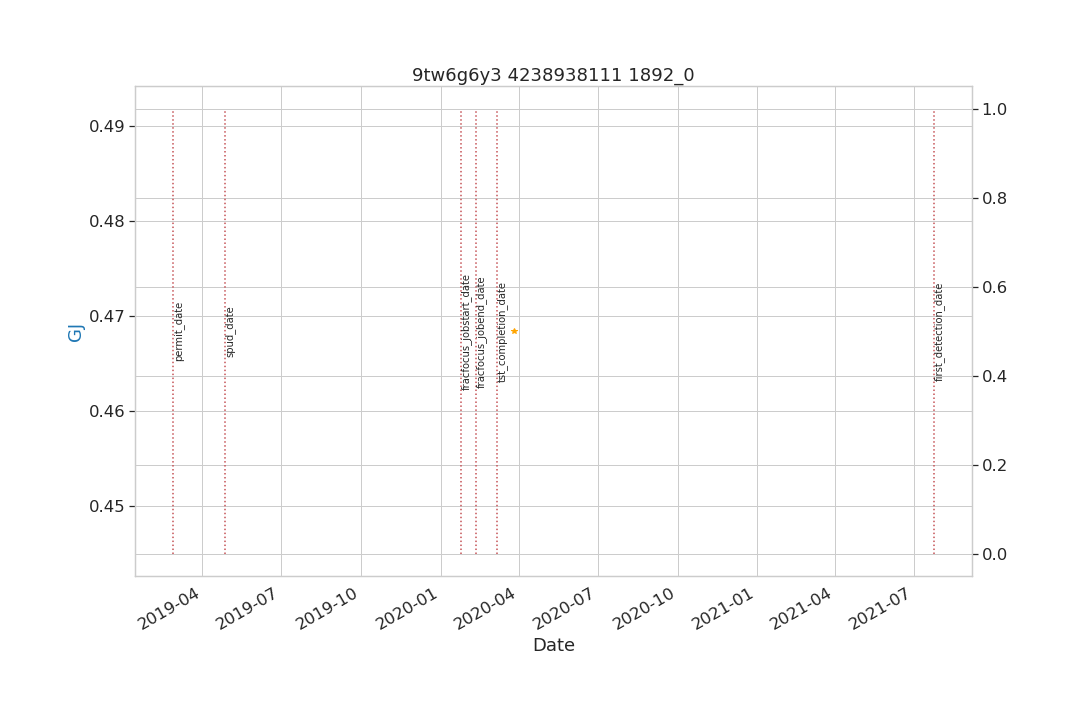 9tw6g6y3 4238938111 1892_0
0.49
0.48
0.47
0.46
0.45
GJ
1.0
0.8
0.6
0.4
0.2
0.0
permit_date
spud_date
fracfocus_jobstart_date
fracfocus_jobend_date
tst_completion_date
first_detection_date
2019-04
2019-07
2019-10
2020-01
2020-04
2020-07
2020-10
2021-01
2021-04
2021-07
Date